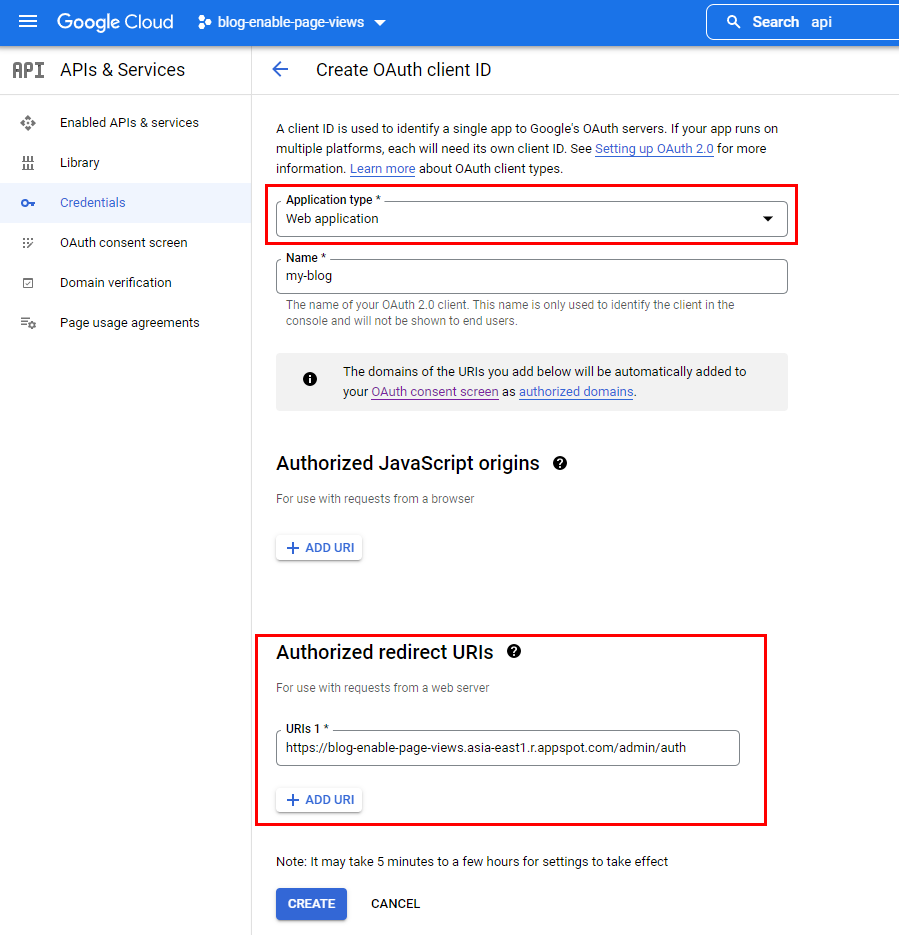 Google Cloud
blog-enable-page-views
Search api
API
APIs & Services
Create OAuth client ID
Enabled APIs & services
Library
Credentials
OAuth consent screen
Domain verification
Page usage agreements
A client ID is used to identify a single app to Google's OAuth servers. If your app runs on
multiple platforms, each will need its own client ID. See Setting up OAuth 2.0 for more
information. Learn more about OAuth client types.
Application type *
Web application
Name *
my-blog
The name of your OAuth 2.0 client. This name is only used to identify the client in the
console and will not be shown to end users.
The domains of the URIs you add below will be automatically added to
your OAuth consent screen as authorized domains.
Authorized JavaScript origins
For use with requests from a browser
+ ADD URI
Authorized redirect URIs
For use with requests from a web server
URIs 1 *
https://blog-enable-page-views.asia-east1.r.appspot.com/admin/auth
+ ADD URI
Note: It may take 5 minutes to a few hours for settings to take effect
CREATE
CANCEL